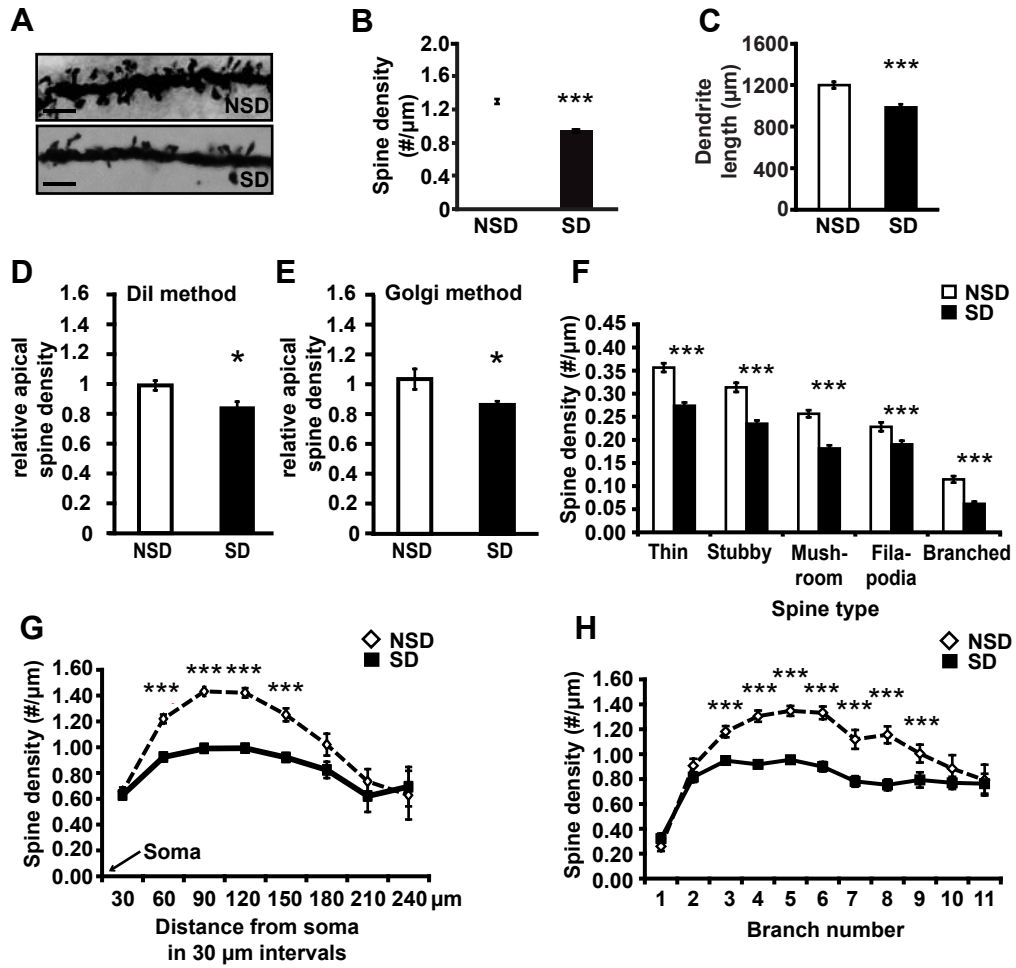 A
NSD
SD
B
Spine density
(#/µm)
2.0
1.6
1.2
0.8
0.4
0
***
NSD SD
C
Dendrite
length (µm)
1600
1200
800
400
0
***
NSD SD
D
DiI method
relative apical
spine density
1.6
1.4
1.2
1
0.8
0.6
0.4
0.2
0
*
NSD SD
E
Golgi method
relative apical
spine density
1.6
1.4
1.2
1
0.8
0.6
0.4
0.2
0
*
NSD SD
F
NSD
SD
Spine density (#/µm)
0.45
0.40
0.35
0.30
0.25
0.20
0.15
0.10
0.05
0.00
*** *** *** *** ***
Thin Stubby Mush-
room Fila-
podia Branched
Spine type
G
NSD
SD
Spine density (#/µm)
1.60
1.40
1.20
1.00
0.80
0.60
0.40
0.20
0.00
*** *** *** ***
Soma
30 60 90 120 150 180 210 240 µm
Distance from soma
in 30 µm intervals
H
NSD
SD
Spine density (#/µm)
1.60
1.40
1.20
1.00
0.80
0.60
0.40
0.20
0.00
*** *** *** *** *** *** ***
1 2 3 4 5 6 7 8 9 10 11
Branch number